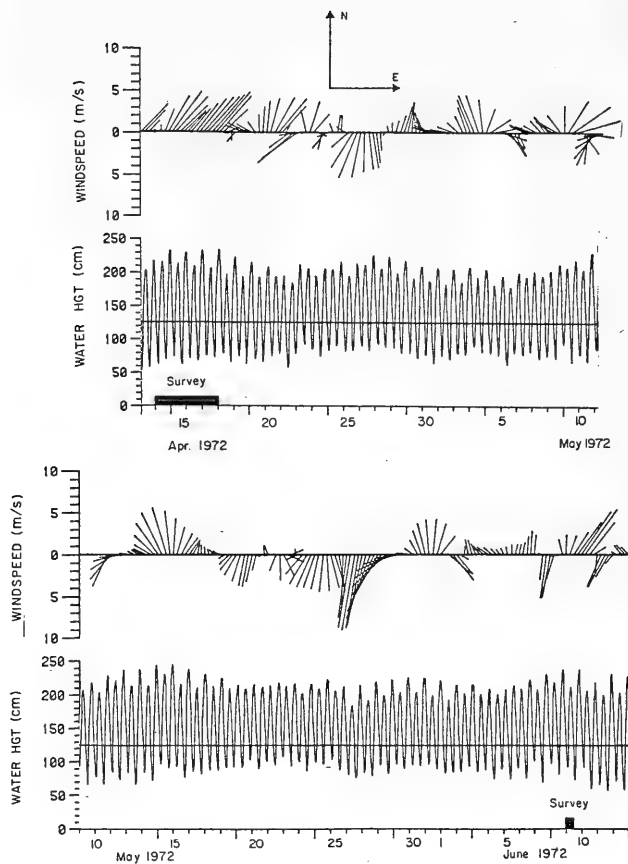 N
E
WINDSPEED (m/s)
10
5
0
5
10
WATER HGT (cm)
250
200
150
100
50
0
Survey
15 20 25 30 5 10
Apr. 1972 May 1972
WINDSPEED (m/s)
10
5
0
5
10
WATER HGT (cm)
250
200
150
100
50
0
Survey
10 15 20 25 30 1 5 10
May 1972 June 1972